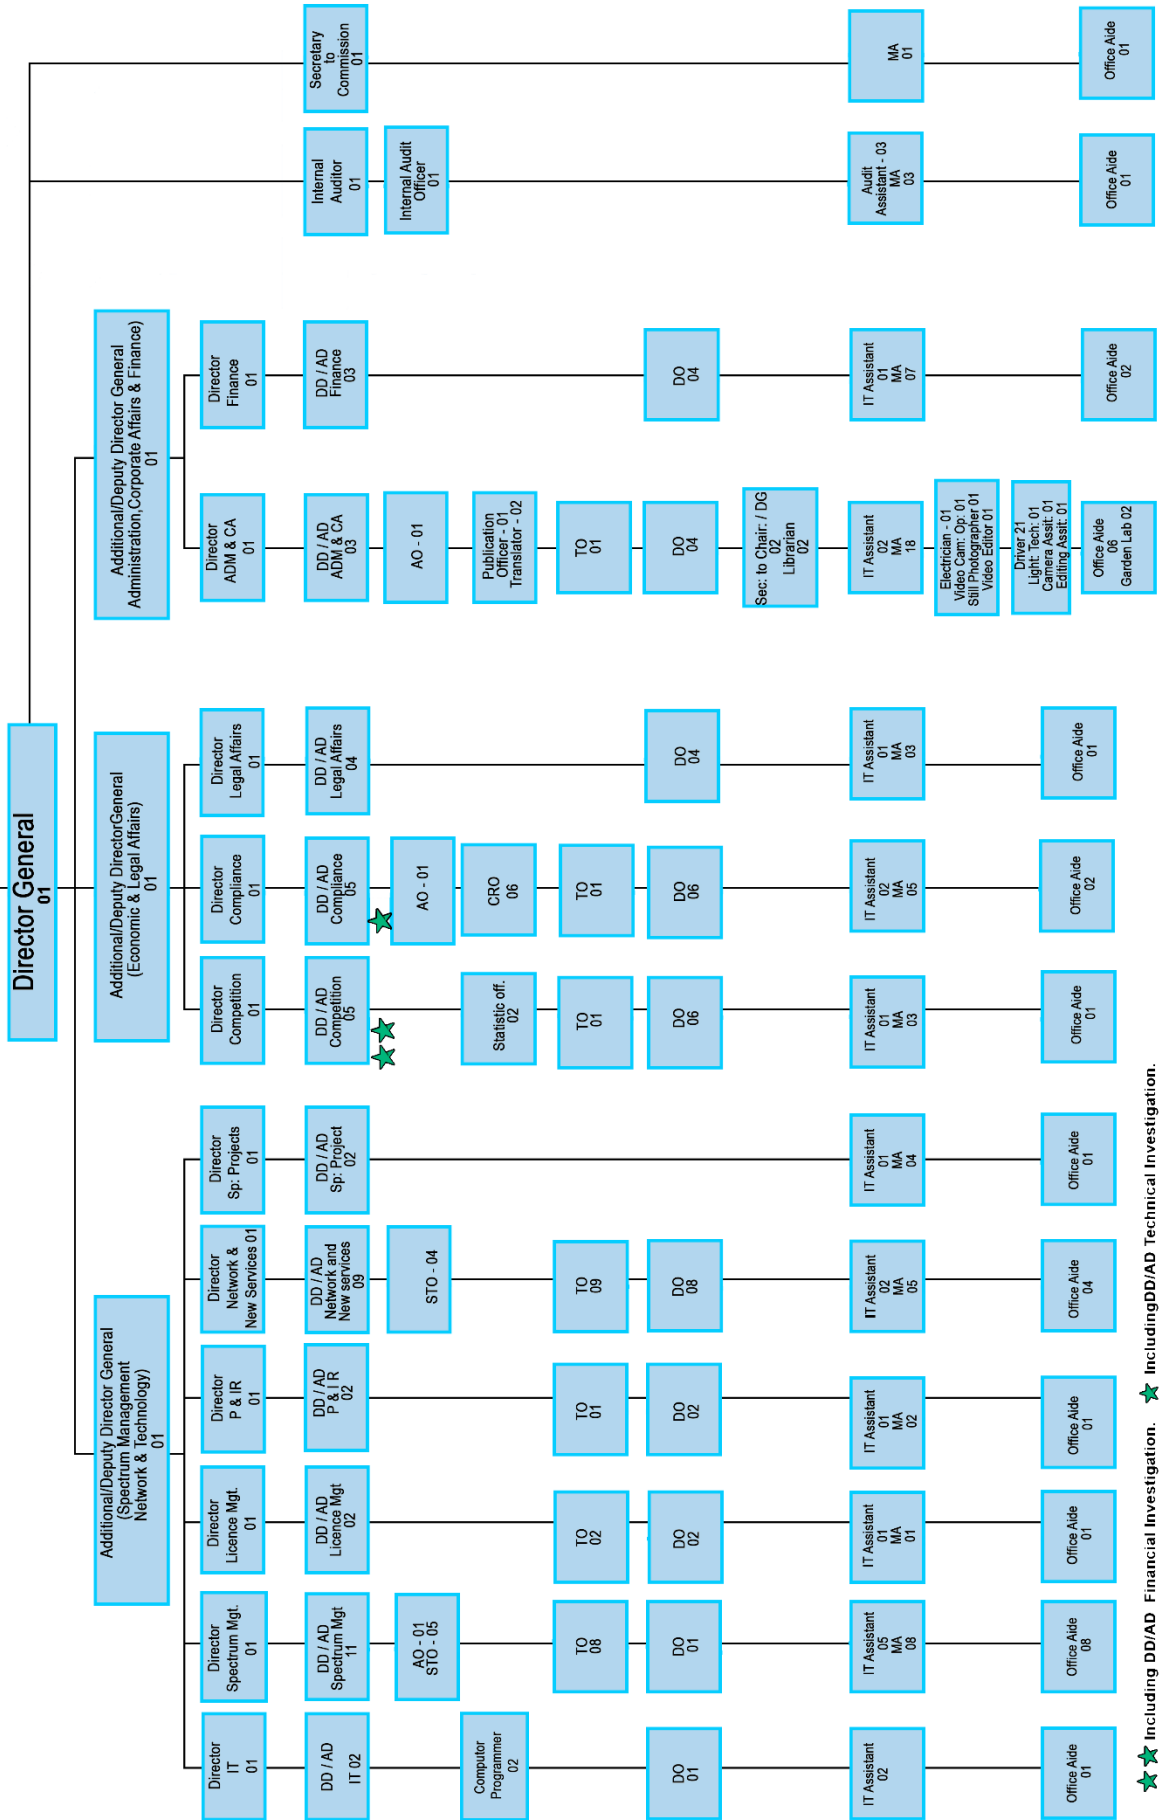 Director General
01
Additional/Deputy Director General
(Spectrum Management
Network & Technology)
01
Additional/Deputy DirectorGeneral
(Economic & Legal Affairs)
01
Additional/Deputy Director General
Administration,Corporate Affairs & Finance)
01
Director
IT
01
Director
Spectrum Mgt.
01
Director
Licence Mgt.
01
Director
P & IR
01
Director
Network &
New Services 01
Director
Sp: Projects
01
Director
Competition
01
Director
Compliance
01
Director
Legal Affairs
01
Director
ADM & CA
01
Director
Finance
01
DD / AD
IT 02
DD / AD
Spectrum Mgt
11
DD / AD
Licence Mgt
02
DD / AD
P & I R
02
DD / AD
Network and
New services
09
DD / AD
Sp: Project
02
DD / AD
Competition
05
DD / AD
Compliance
05
DD / AD
Legal Affairs
04
DD / AD
ADM & CA
03
DD / AD
Finance
03
Internal
Auditor
01
Secretary
to
Commission
01
AO - 01
STO - 05
STO - 04
AO - 01
AO - 01
Internal Audit
Officer
01
Computor
Programmer
02
Statistic off.
02
CRO
06
Publication
Officer - 01
Translator - 02
TO
08
TO
02
TO
01
TO
09
TO
01
TO
01
TO
01
DO
01
DO
01
DO
02
DO
02
DO
08
DO
06
DO
06
DO
04
DO
04
DO
04
Sec: to Chair: / DG
02
Librarian
02
IT Assistant
02
IT Assistant
05
MA
08
IT Assistant
01
MA
01
IT Assistant
01
MA
02
IT Assistant
02
MA
05
IT Assistant
01
MA
04
IT Assistant
01
MA
03
IT Assistant
02
MA
05
IT Assistant
01
MA
03
IT Assistant
02
MA
18
IT Assistant
01
MA
07
Audit
Assistant - 03
MA
03
MA
01
Electrician - 01
Video Cam: Op: 01
Still Photographer 01
Video Editor 01
Driver 21
Light: Tech: 01
Camera Assit: 01
Editing Assit: 01
Office Aide
01
Office Aide
08
Office Aide
01
Office Aide
01
Office Aide
04
Office Aide
01
Office Aide
01
Office Aide
02
Office Aide
01
Office Aide
06
Garden Lab 02
Office Aide
02
Office Aide
01
Office Aide
01
Including DD/AD Financial Investigation. IncludingDD/AD Technical Investigation.